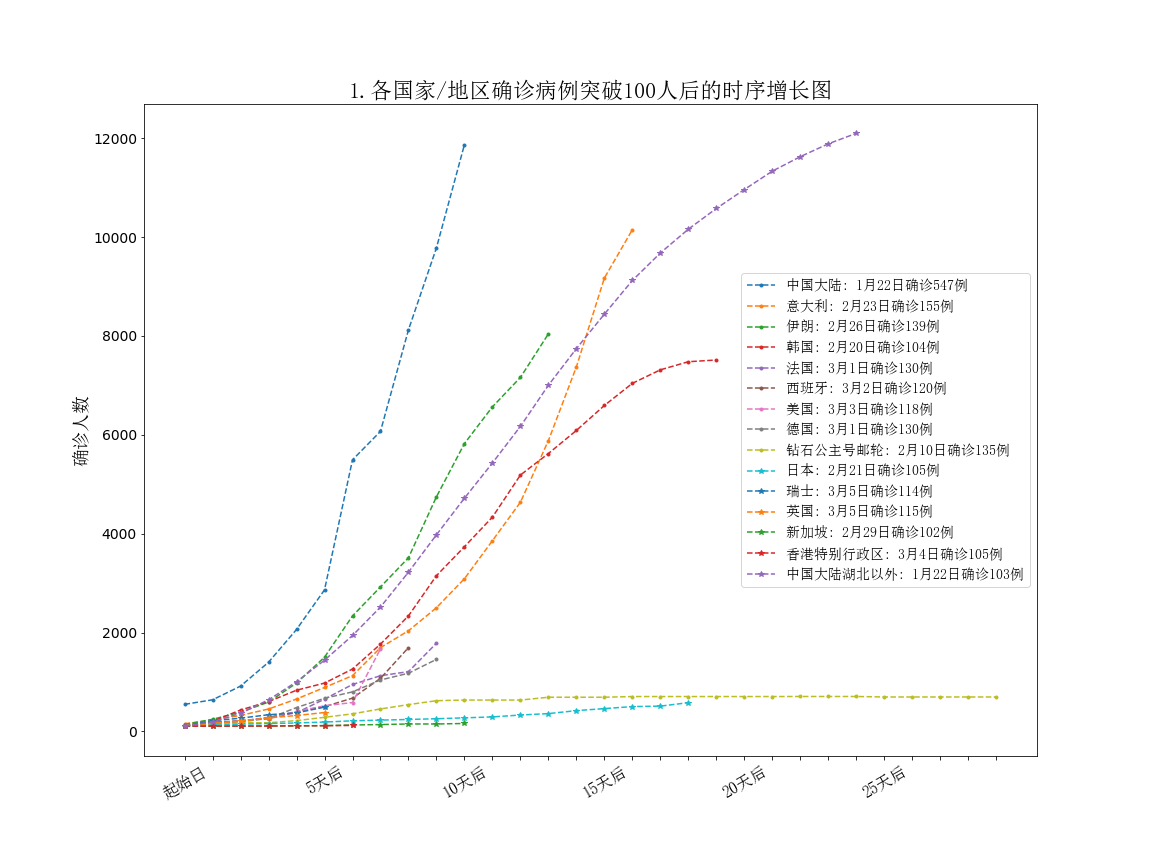 1.各国家/地区确诊病例突破100人后的时序增长图
12000
10000
8000
6000
4000
2000
0
确诊人数
中国大陆: 1月22日确诊547例
意大利: 2月23日确诊155例
伊朗: 2月26日确诊139例
韩国: 2月20日确诊104例
法国: 3月1日确诊130例
西班牙: 3月2日确诊120例
美国: 3月3日确诊118例
德国: 3月1日确诊130例
钻石公主号邮轮: 2月10日确诊135例
日本: 2月21日确诊105例
瑞士: 3月5日确诊114例
英国: 3月5日确诊115例
新加坡: 2月29日确诊102例
香港特别行政区: 3月4日确诊105例
中国大陆湖北以外: 1月22日确诊103例
起始日
5天后
10天后
15天后
20天后
25天后